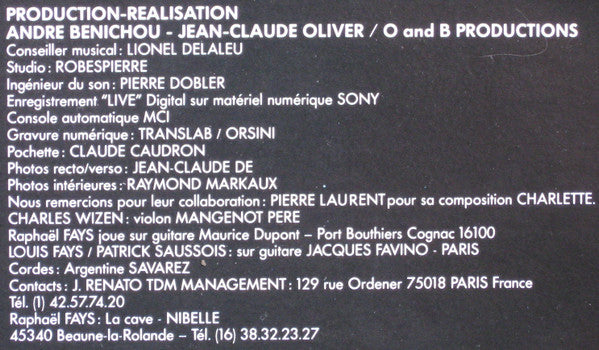 PRODUCTION-REALISATION
ANDRE BENICHOU - JEAN-CLAUDE OLIVER / O and B PRODUCTIONS
Conseiller musical : LIONEL DELALEU
Studio : ROBESPIERRE
Ingénieur du son : PIERRE DOBLER
Enregistrement "LIVE" Digital sur matériel numérique SONY
Console automatique MCI
Gravure numérique : TRANSLAB / ORSINI
Pochette : CLAUDE CAUDRON
Photos recto/verso : JEAN-CLAUDE DE
Photos intérieures : RAYMOND MARKAUX
Nous remercions pour leur collaboration : PIERRE LAURENT pour sa composition CHARLETTE.
CHARLES WIZEN : violon MANGENOT PERE
Raphaël FAYS joue sur guitare Maurice Dupont – Port Bouthiers Cognac 16100
LOUIS FAYS / PATRICK SAUSSOIS : sur guitare JACQUES FAVINO - PARIS
Cordes : Argentine SAVAREZ
Contacts : J. RENATO TDM MANAGEMENT : 129 rue Ordener 75018 PARIS France
Tél. (1) 42.57.74.20
Raphaël FAYS : La cave - NIBELLE
45340 Beaune-la-Rolande – Tél. (16) 38.32.23.27